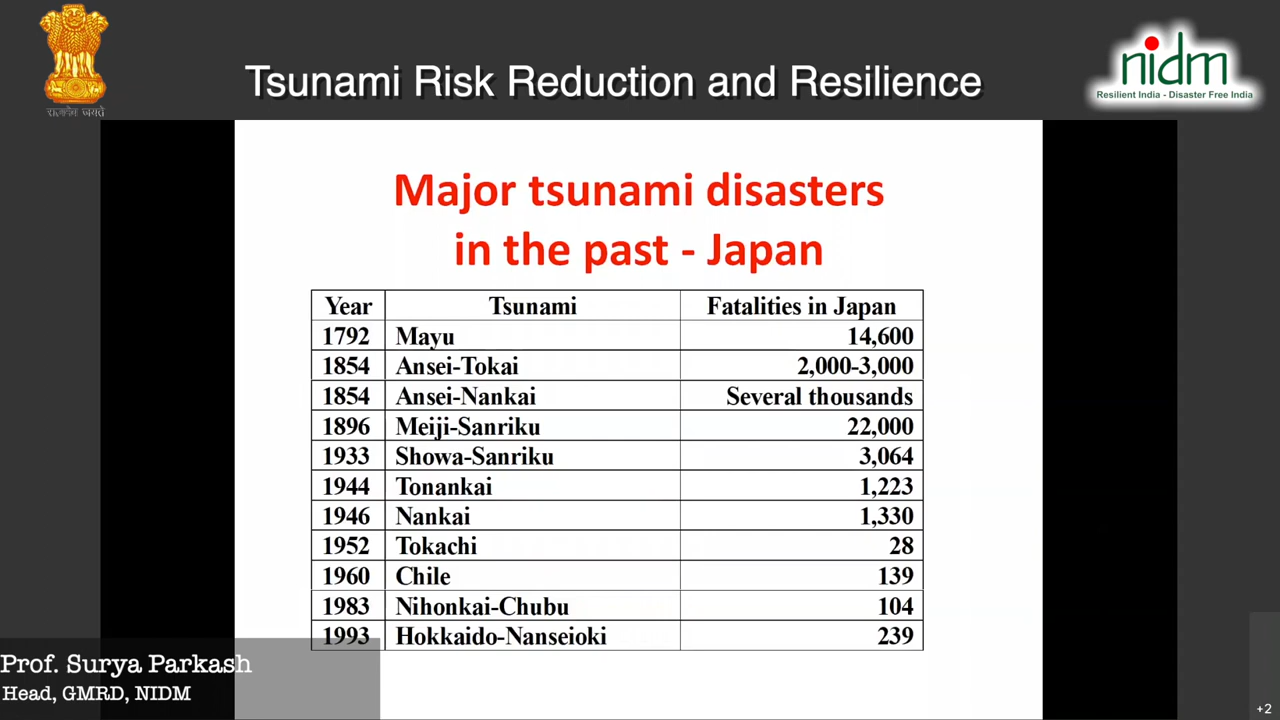 सत्यमेव जयते
Tsunami Risk Reduction and Resilience
nidm
Resilient India - Disaster Free India
Major tsunami disasters
in the past - Japan
Year Tsunami Fatalities in Japan
1792 Mayu 14,600
1854 Ansei-Tokai 2,000-3,000
1854 Ansei-Nankai Several thousands
1896 Meiji-Sanriku 22,000
1933 Showa-Sanriku 3,064
1944 Tonankai 1,223
1946 Nankai 1,330
1952 Tokachi 28
1960 Chile 139
1983 Nihonkai-Chubu 104
1993 Hokkaido-Nanseioki 239
Prof. Surya Parkash
Head, GMRD, NIDM
+2